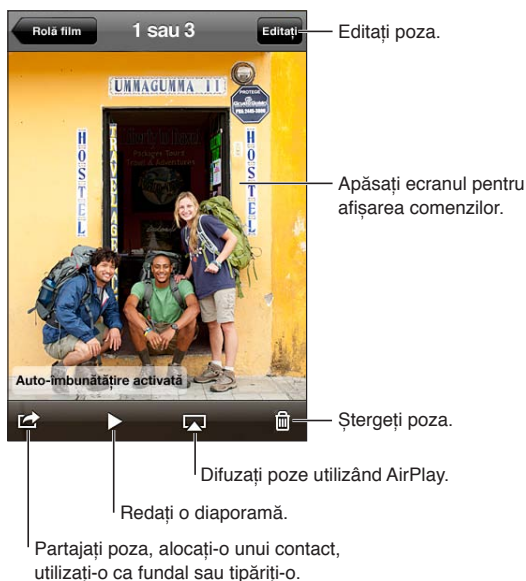 Rolă film
1 sau 3
Editați
Editați poza.
UMMAGUMMA II
PROTEGE
HOSTEL
TRAVEL AG
HOSTEL
Apăsați ecranul pentru
afișarea comenzilor.
Auto-îmbunătățire activată
Ștergeți poza.
Difuzați poze utilizând AirPlay.
Redați o diaporamă.
Partajați poza, alocați-o unui contact,
utilizați-o ca fundal sau tipăriți-o.